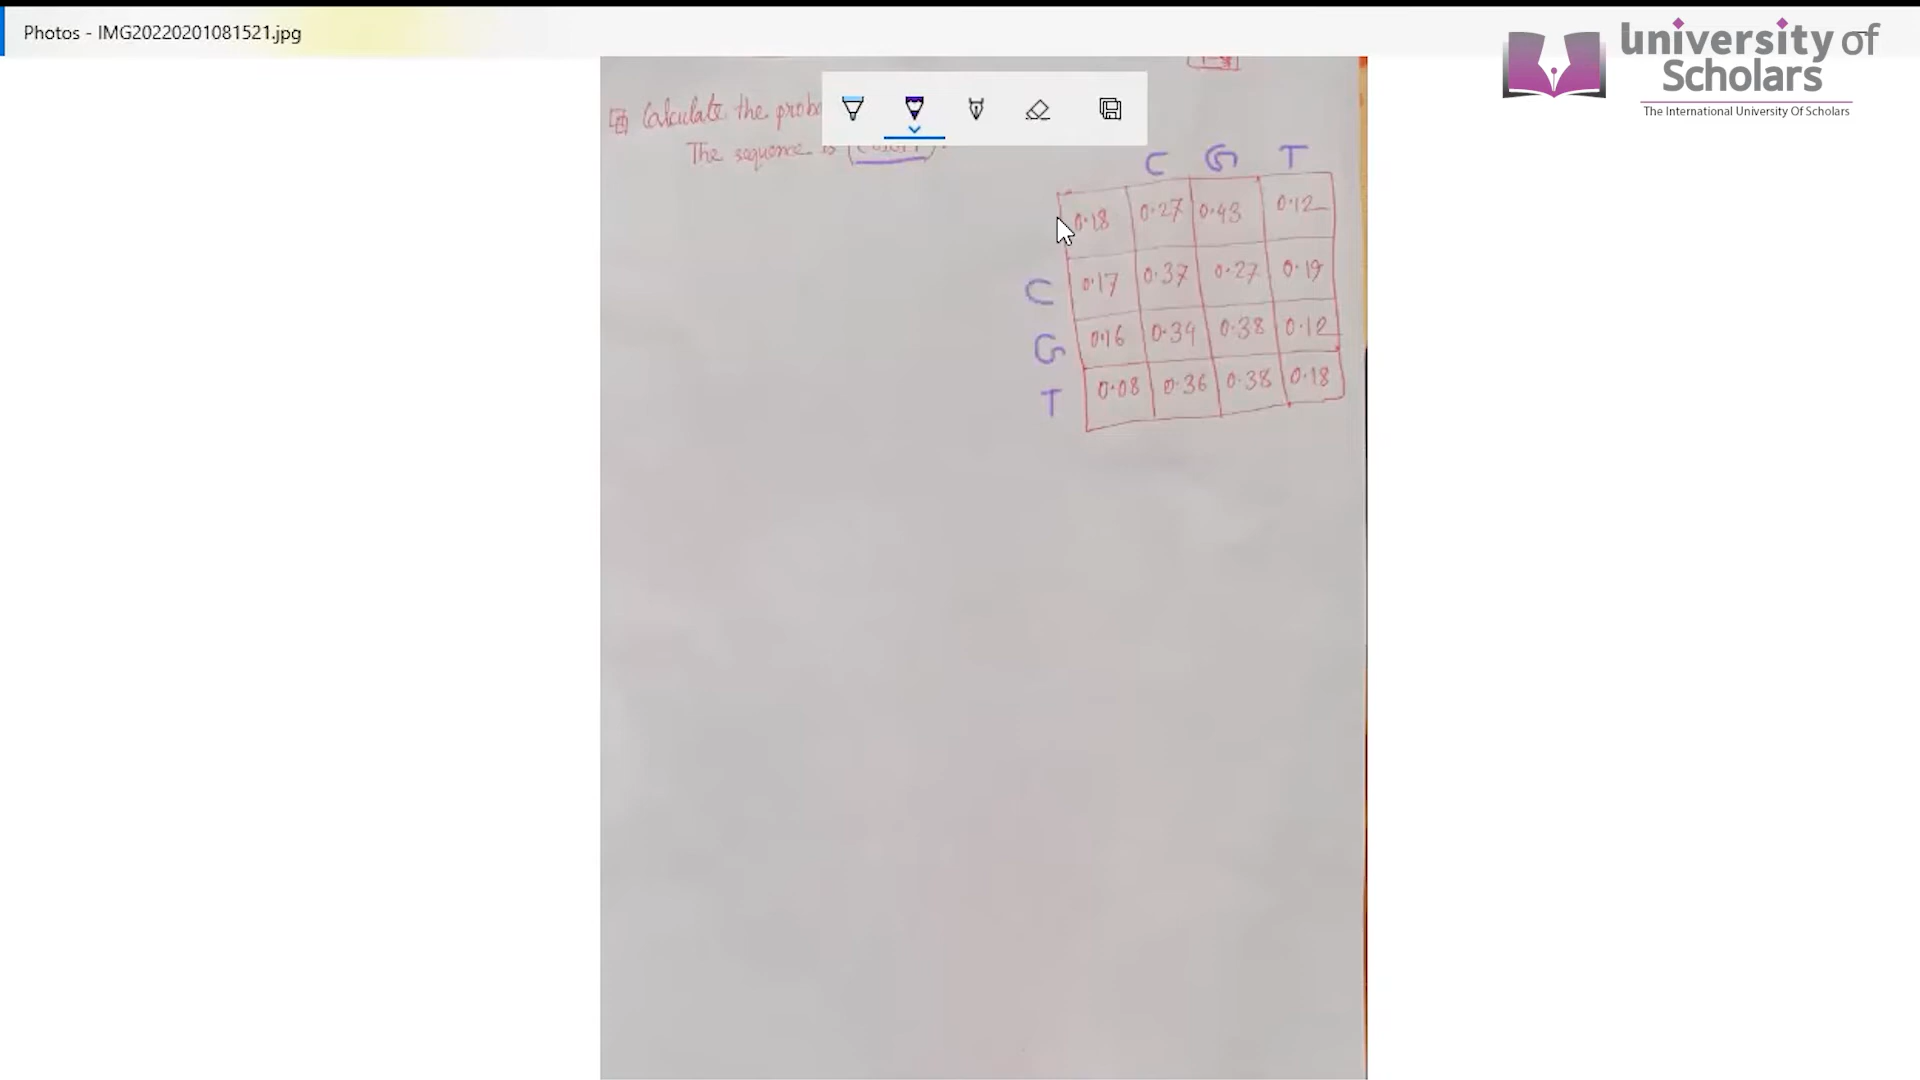 Photos - IMG20220201081521.jpg
university of
Scholars
The International University Of Scholars
Calculate the
The sequence is
C G T
0.18 0.27 0.43 0.12
C 0.17 0.37 0.27 0.19
G 0.16 0.34 0.38 0.12
T 0.08 0.36 0.38 0.18